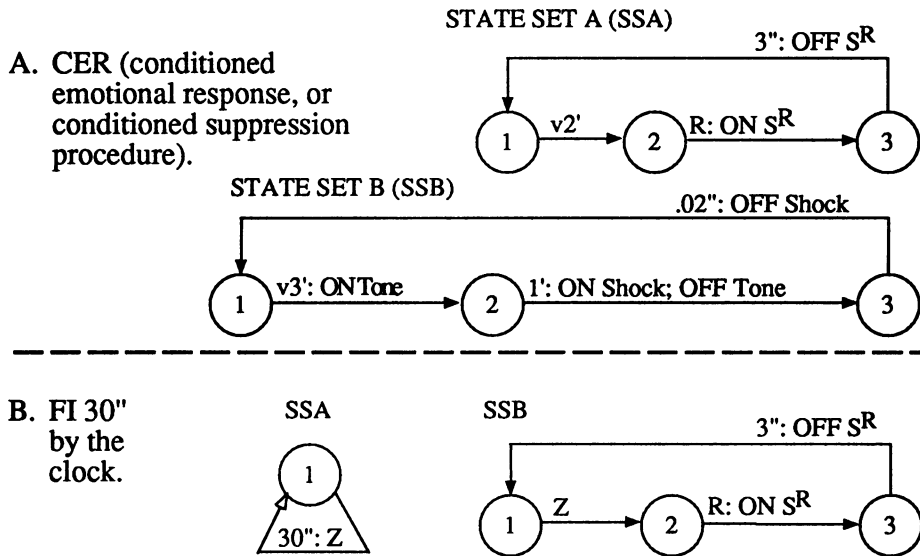 STATE SET A (SSA)
3": OFF S^R
A. CER (conditioned
emotional response, or
conditioned suppression
procedure).
1 v2' 2 R: ON S^R 3
STATE SET B (SSB)
.02": OFF Shock
1 v3': ON Tone 2 1': ON Shock; OFF Tone 3
B. FI 30"
by the
clock.
SSA
1
30": Z
SSB
3": OFF S^R
1 Z 2 R: ON S^R 3